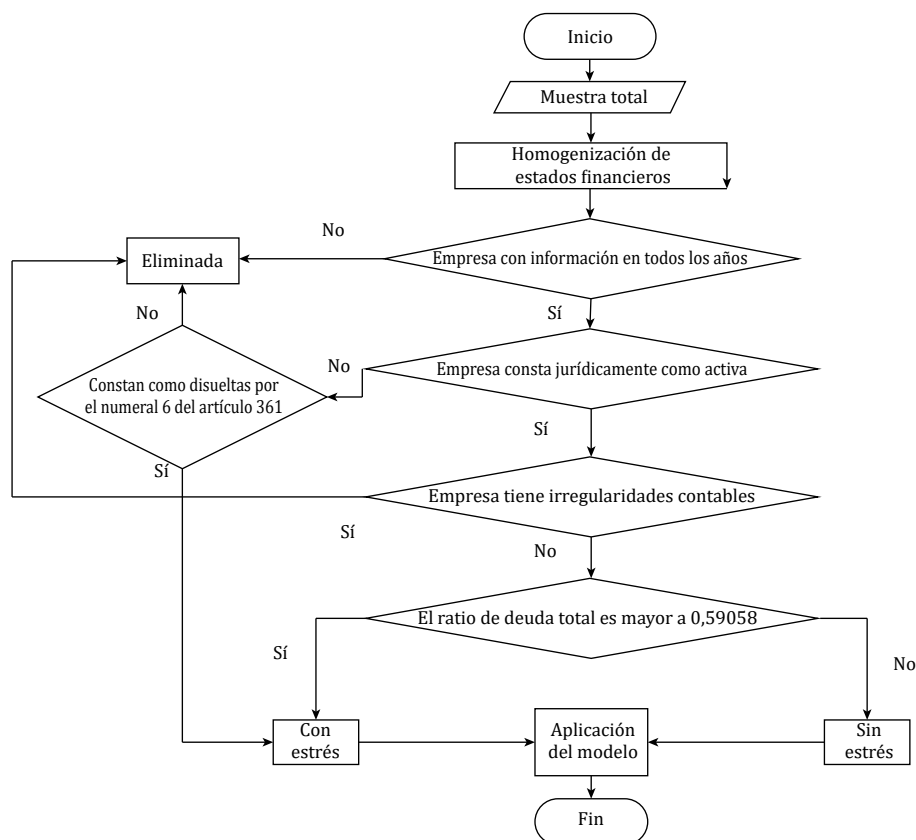 Inicio
Muestra total
Homogenización de
estados financieros
No
Eliminada
Empresa con información en todos los años
No
Sí
Constan como disueltas por
el numeral 6 del artículo 361
No
Empresa consta jurídicamente como activa
Sí
Sí
Empresa tiene irregularidades contables
Sí
No
El ratio de deuda total es mayor a 0,59058
Sí
No
Con
estrés
Aplicación
del modelo
Sin
estrés
Fin